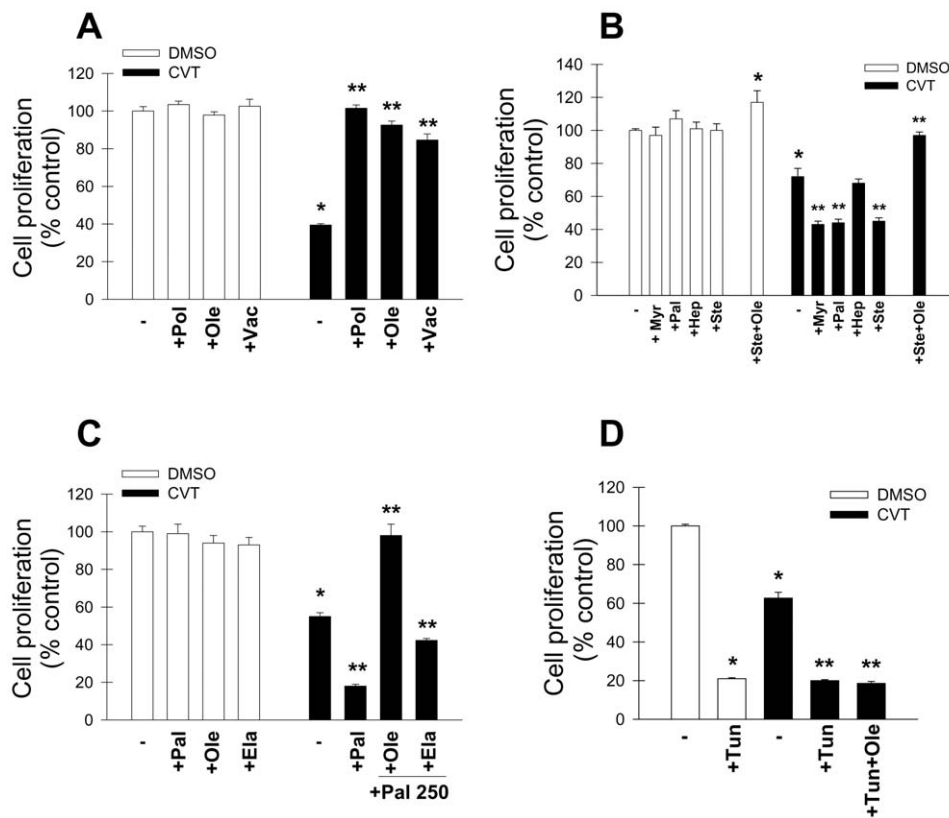 A
DMSO
CVT
Cell proliferation
(% control)
120
100
80
60
40
20
0
* ** ** **
- +Pol +Ole +Vac - +Pol +Ole +Vac
B
DMSO
CVT
Cell proliferation
(% control)
140
120
100
80
60
40
20
0
* * ** ** ** **
- + Myr +Pal +Hep +Ste +Ste+Ole - +Myr +Pal +Hep +Ste +Ste+Ole
C
DMSO
CVT
Cell proliferation
(% control)
120
100
80
60
40
20
0
* ** ** **
- +Pal +Ole +Ela - +Pal +Ole +Ela
+Pal 250
D
DMSO
CVT
Cell proliferation
(% control)
120
100
80
60
40
20
0
* * ** **
- +Tun - +Tun +Tun+Ole